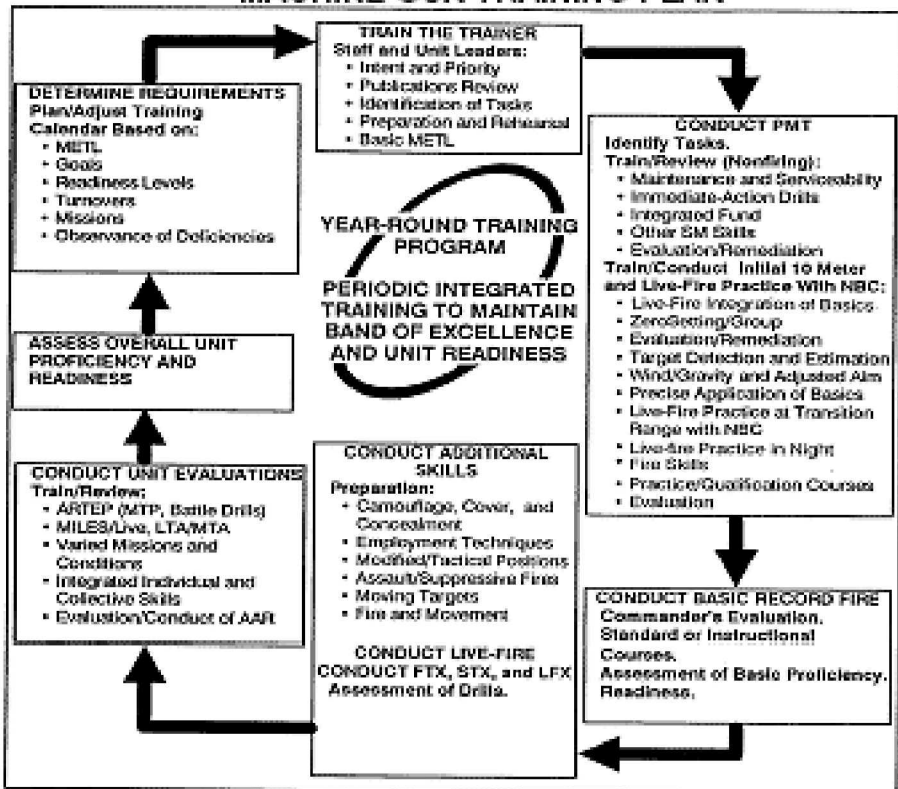 MACHINE GUN TRAINING PLAN
TRAIN THE TRAINER
Staff and Unit Leaders:
• Intent and Priority
• Publications Review
• Identification of Tasks
• Preparation and Rehearsal
• Basic METL
CONDUCT PMT
Identify Tasks.
Train/Review (Nonfiring):
• Maintenance and Serviceability
• Immediate-Action Drills
• Integrated Fund
• Other SM Skills
• Evaluation/Remediation
Train/Conduct Initial 10 Meter
and Live-Fire Practice With NBC:
• Live-Fire Integration of Basics
• Zero Getting/Group
• Evaluation/Remediation
• Target Detection and Estimation
• Wind/Gravity and Adjusted Aim
• Precise Application of Basics
• Live-Fire Practice at Transition
Range with NBC
• Live-fire Practice in Night
• Fire Skills
• Practice/Qualification Courses
• Evaluation
CONDUCT BASIC RECORD FIRE
Commander's Evaluation.
Standard or Instructional
Courses.
Assessment of Basic Proficiency.
Readiness.
CONDUCT ADDITIONAL
SKILLS
Preparation:
• Camouflage, Cover, and
Concealment
• Employment Techniques
• Modified/Tactical Positions
• Assault/Suppressive Fires
• Moving Targets
• Fire and Movement
CONDUCT LIVE-FIRE
CONDUCT FTX, STX, and LFX
Assessment of Drills.
CONDUCT UNIT EVALUATIONS
Train/Review:
• ARTEP (MTP, Battle Drills)
• MILES/Live, LTA/MTA
• Varied Missions and
Conditions
• Integrated Individual and
Collective Skills
• Evaluation/Conduct of AAR
ASSESS OVERALL UNIT
PROFICIENCY AND
READINESS
DETERMINE REQUIREMENTS
Plan/Adjust Training
Calendar Based on:
• METL
• Goals
• Readiness Levels
• Turnovers
• Missions
• Observance of Deficiencies
YEAR-ROUND TRAINING
PROGRAM
PERIODIC INTEGRATED
TRAINING TO MAINTAIN
BAND OF EXCELLENCE
AND UNIT READINESS